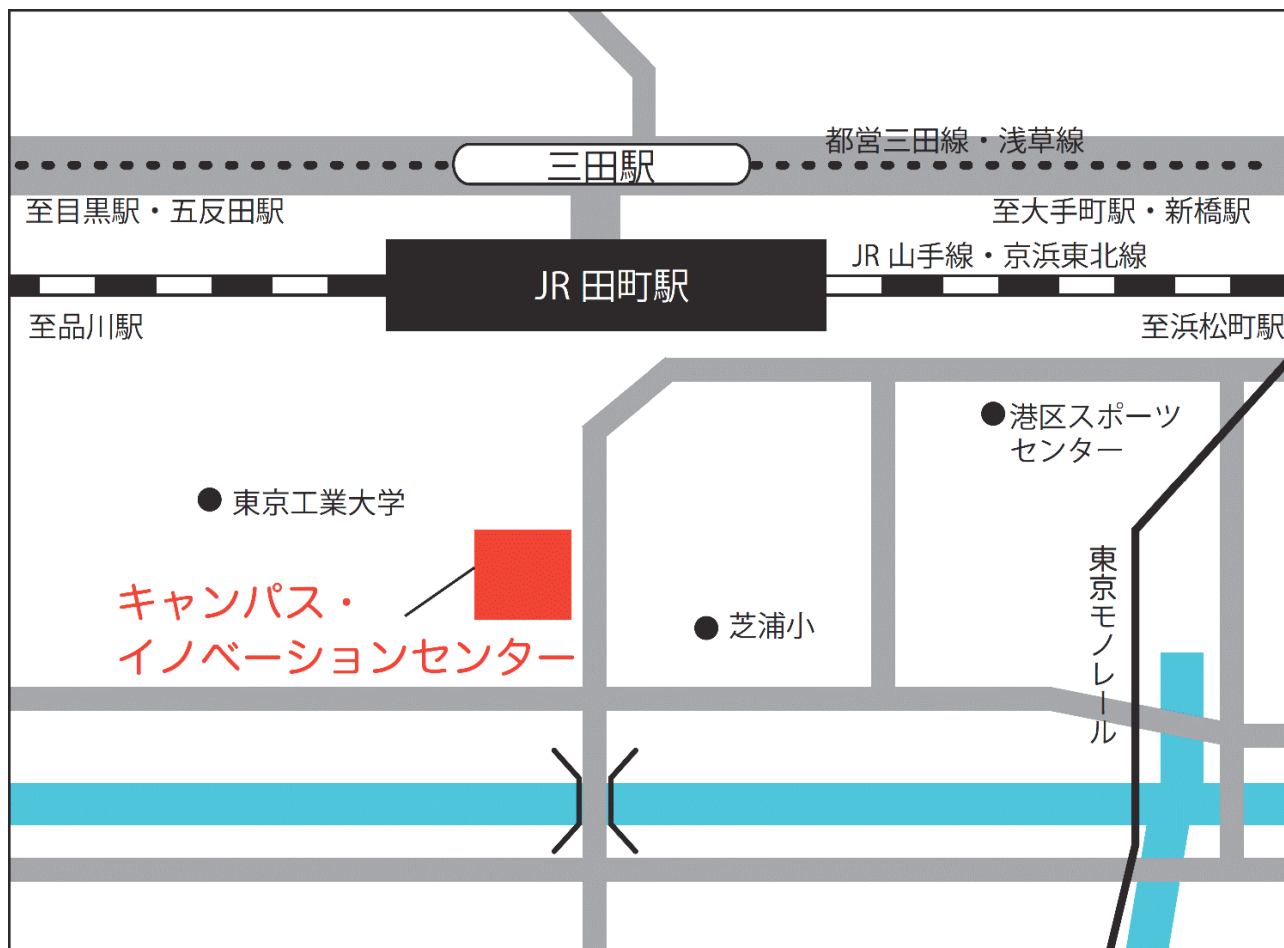 都営三田線・浅草線
三田駅
至目黒駅・五反田駅
至大手町駅・新橋駅
JR 山手線・京浜東北線
JR 田町駅
至品川駅
至浜松町駅
港区スポーツ
センター
東京工業大学
キャンパス・
イノベーションセンター
芝浦小
東京モノレール